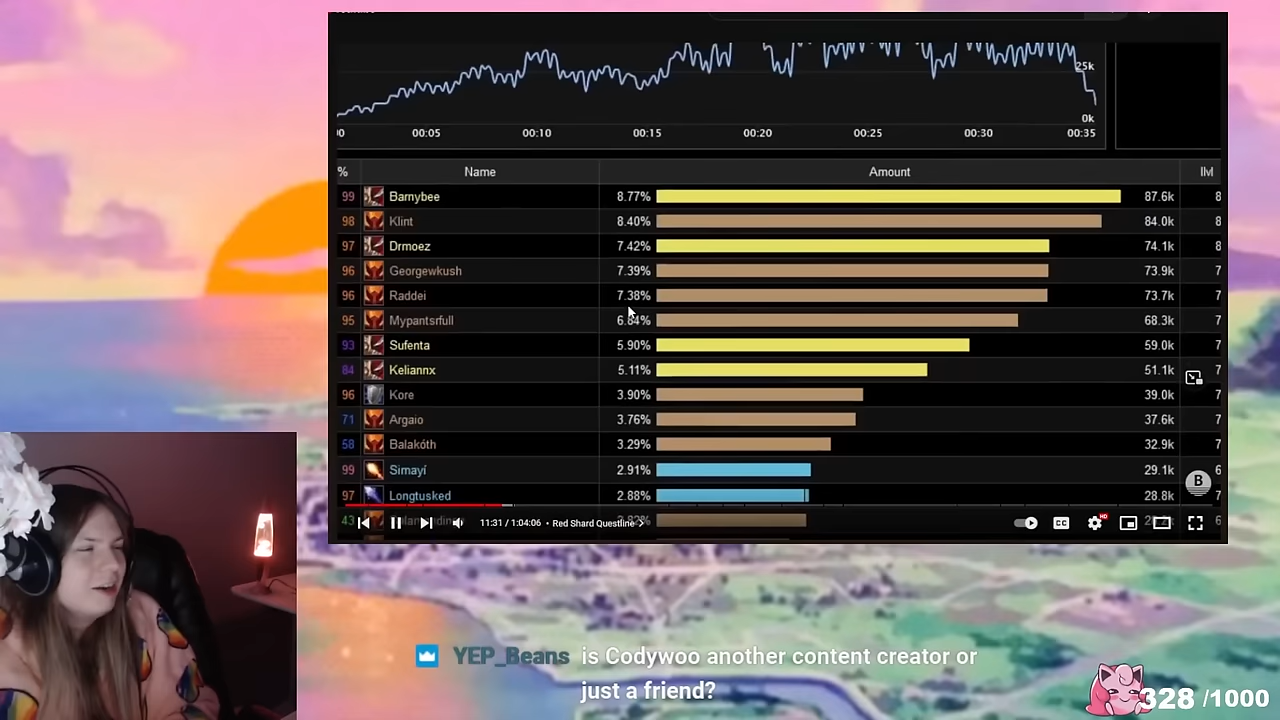 25k
0k
00:05 00:10 00:15 00:20 00:25 00:30 00:35
% Name Amount
99 Barnybee 8.77% 87.6k 8
98 Klint 8.40% 84.0k 8
97 Drmoez 7.42% 74.1k 8
96 Georgewkush 7.39% 73.9k 7
96 Raddei 7.38% 73.7k 7
95 Mypantsrfull 6.84% 68.3k 7
93 Sufenta 5.90% 59.0k 7
84 Keliannx 5.11% 51.1k 7
96 Kore 3.90% 39.0k 7
71 Argaio 3.76% 37.6k 7
58 Balakóth 3.29% 32.9k 7
99 Simayí 2.91% 29.1k 6
B
97 Longtusked 2.88% 28.8k 7
43
11:31 / 1:04:06 • Red Shard Questline
CC HD
YEP_Beans is Codywoo another content creator or
just a friend?
328 /1000